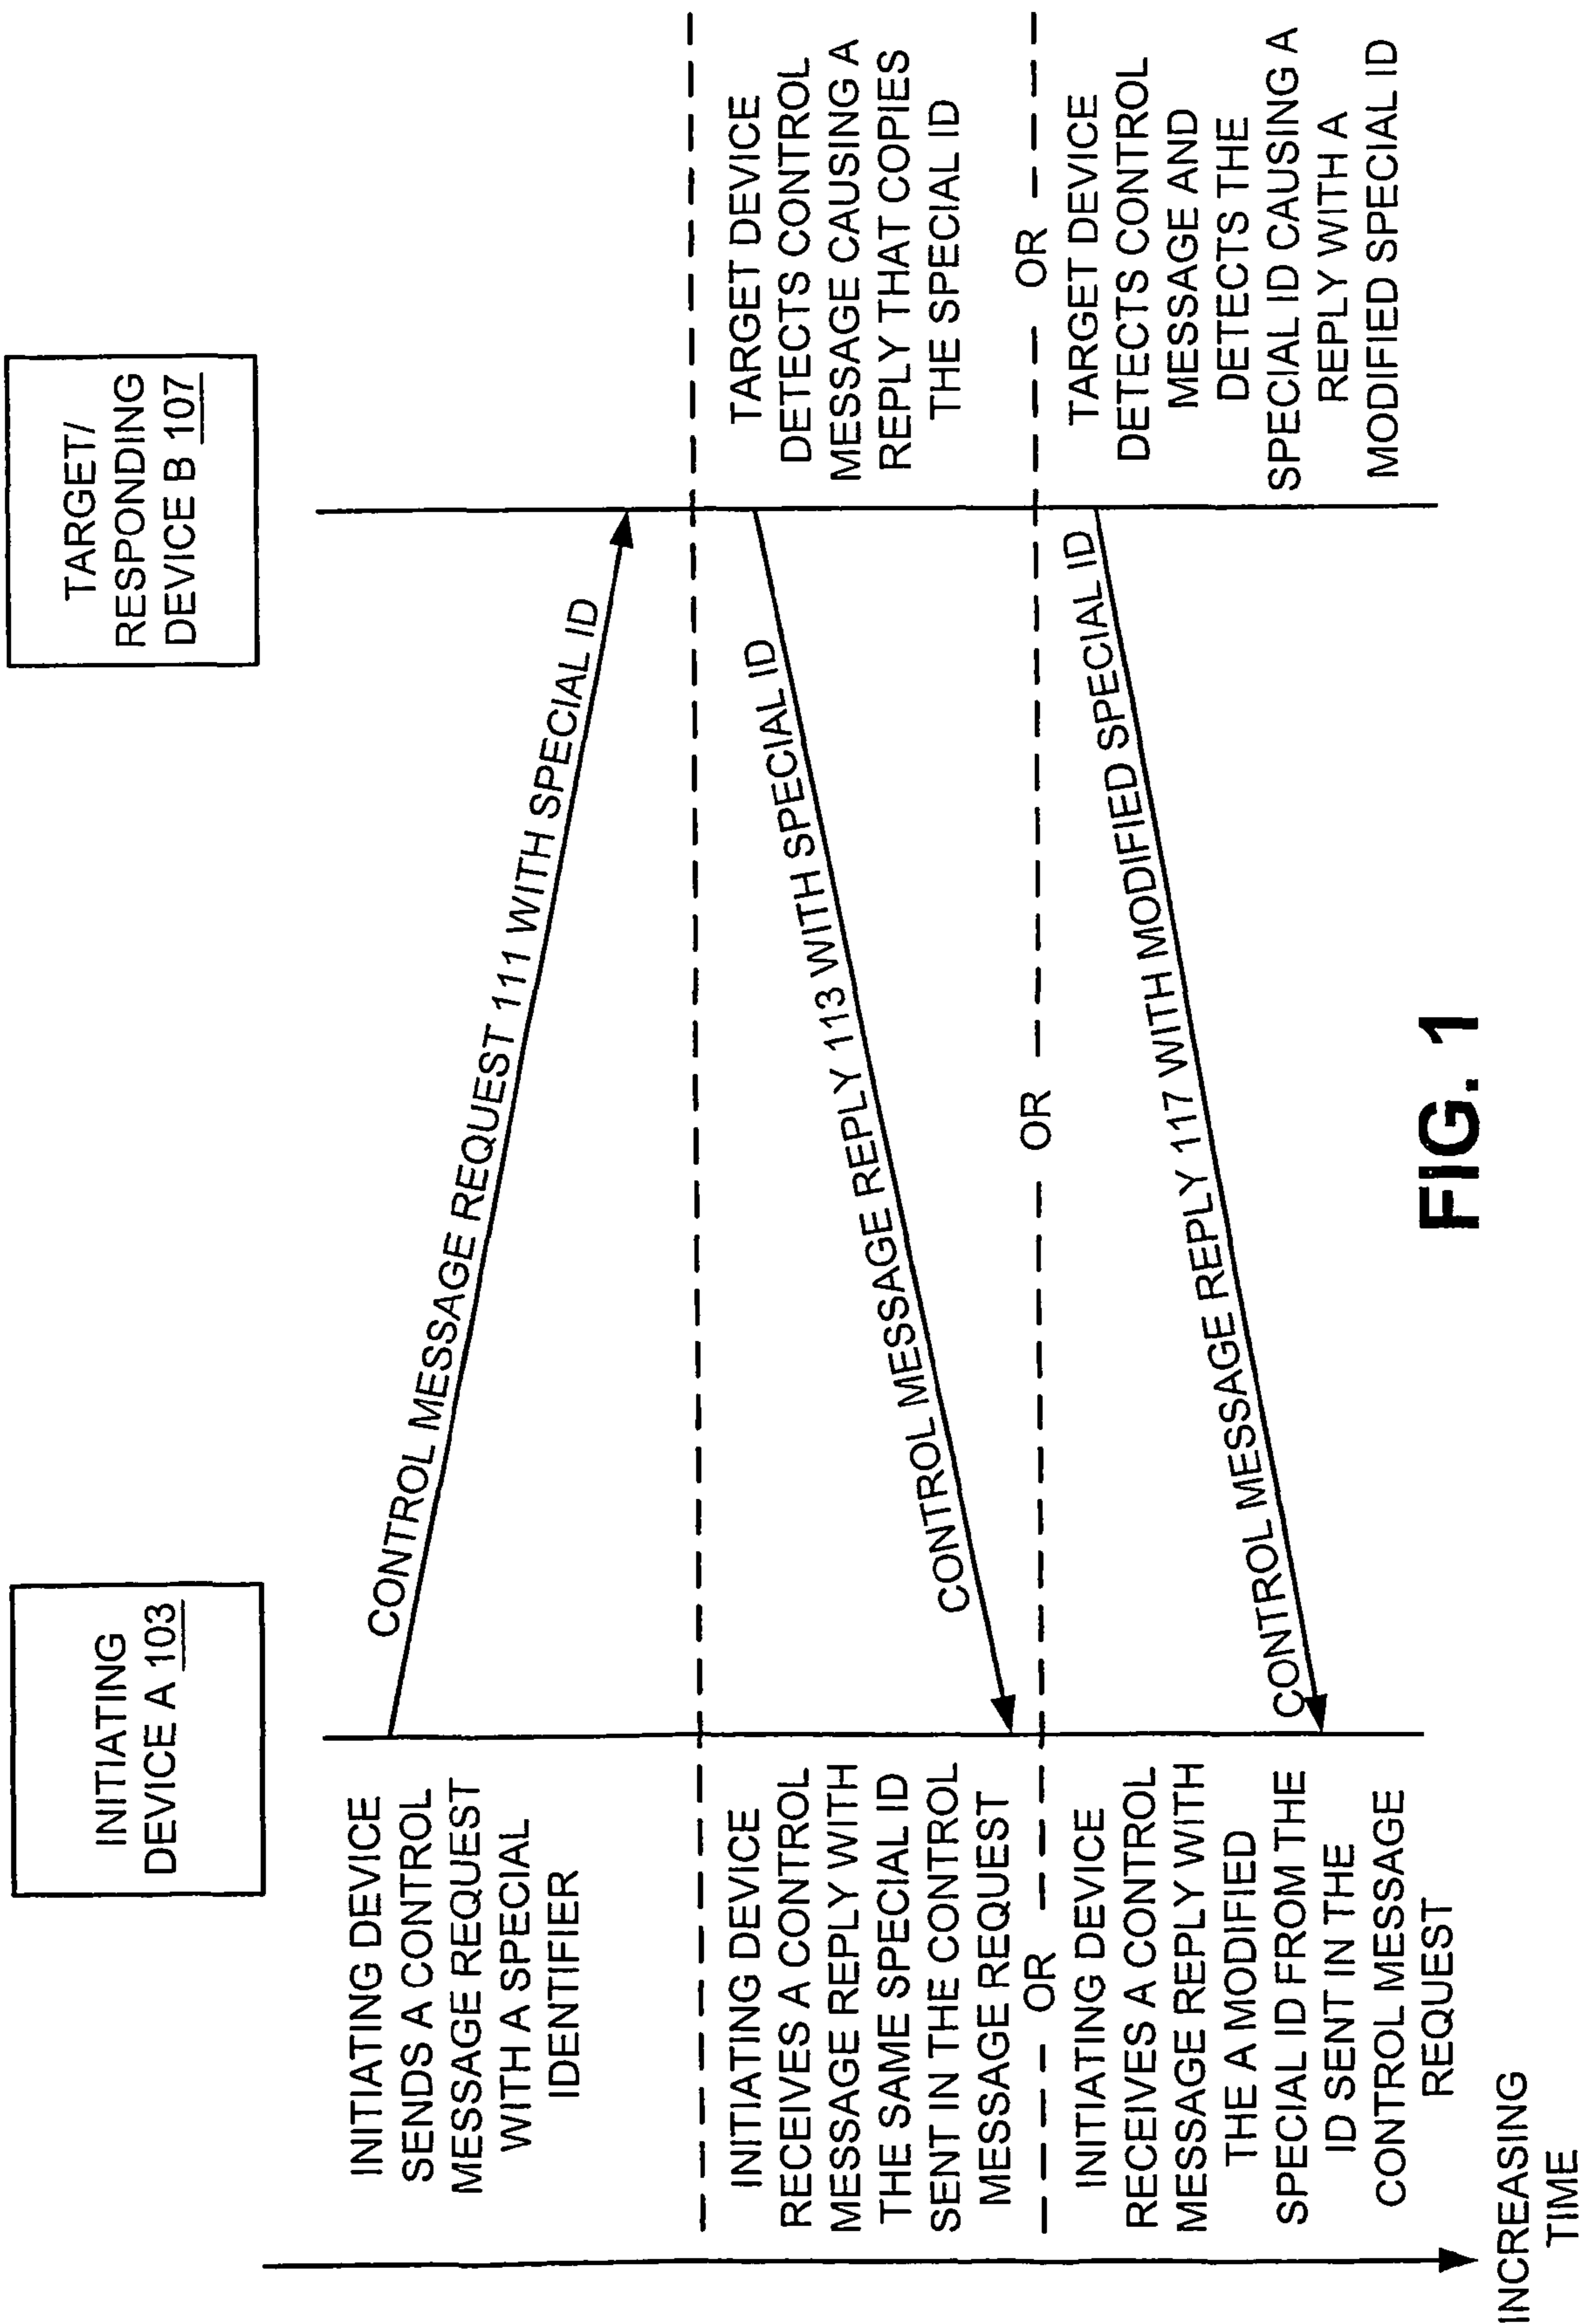 INITIATING
DEVICE A 103
TARGET/
RESPONDING
DEVICE B 107
INITIATING DEVICE
SENDS A CONTROL
MESSAGE REQUEST
WITH A SPECIAL
IDENTIFIER
CONTROL MESSAGE REQUEST 111 WITH SPECIAL ID
INITIATING DEVICE
RECEIVES A CONTROL
MESSAGE REPLY WITH
THE SAME SPECIAL ID
SENT IN THE CONTROL
MESSAGE REQUEST
CONTROL MESSAGE REPLY 113 WITH SPECIAL ID
TARGET DEVICE
DETECTS CONTROL
MESSAGE CAUSING A
REPLY THAT COPIES
THE SPECIAL ID
OR
OR
OR
INITIATING DEVICE
RECEIVES A CONTROL
MESSAGE REPLY WITH
THE A MODIFIED
SPECIAL ID FROM THE
ID SENT IN THE
CONTROL MESSAGE
REQUEST
CONTROL MESSAGE REPLY 117 WITH MODIFIED SPECIAL ID
TARGET DEVICE
DETECTS CONTROL
MESSAGE AND
DETECTS THE
SPECIAL ID CAUSING A
REPLY WITH A
MODIFIED SPECIAL ID
INCREASING
TIME
FIG. 1